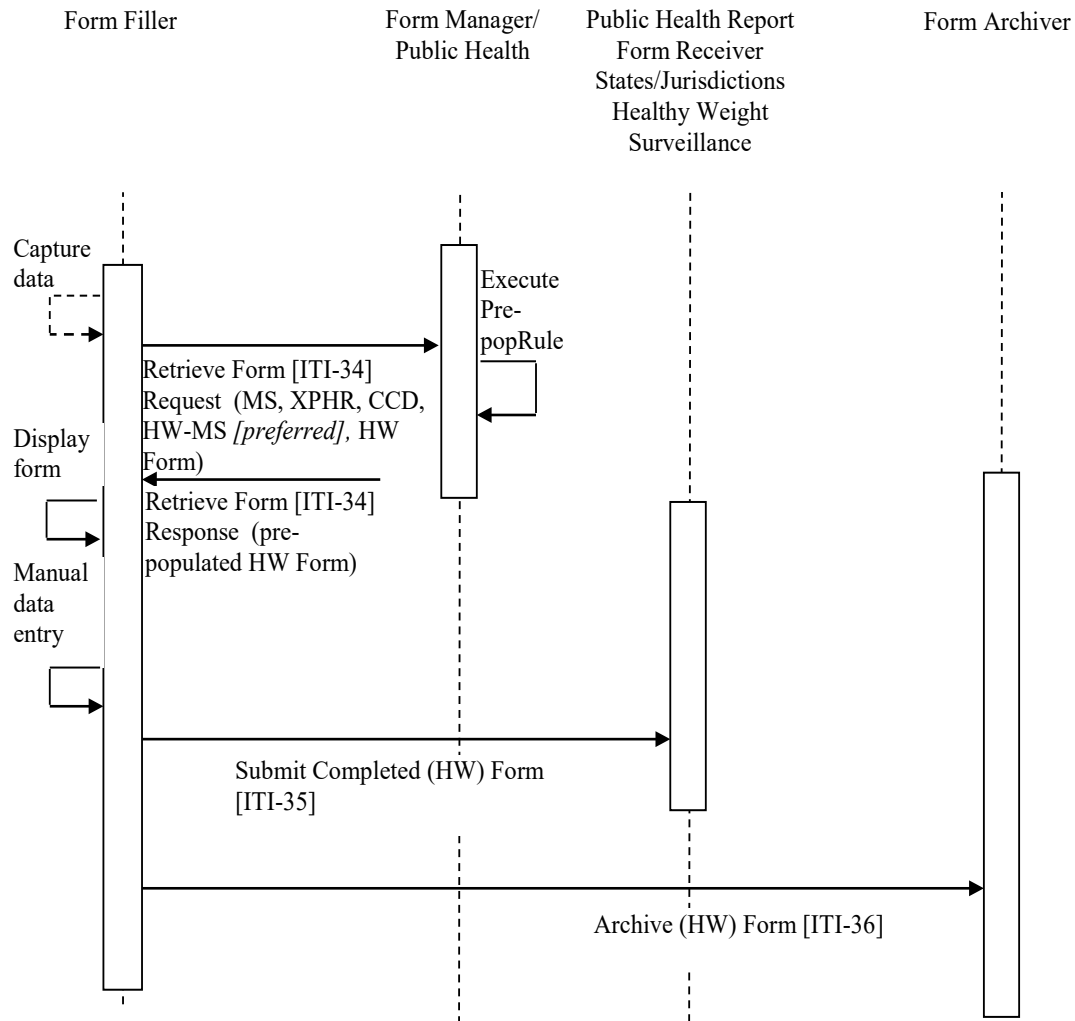 Form Filler
Form Manager/
Public Health
Public Health Report
Form Receiver
States/Jurisdictions
Healthy Weight
Surveillance
Form Archiver
Capture
data
Execute
Pre-
popRule
Retrieve Form [ITI-34]
Request (MS, XPHR, CCD,
HW-MS [preferred], HW
Form)
Display
form
Retrieve Form [ITI-34]
Response (pre-
populated HW Form)
Manual
data
entry
Submit Completed (HW) Form
[ITI-35]
Archive (HW) Form [ITI-36]